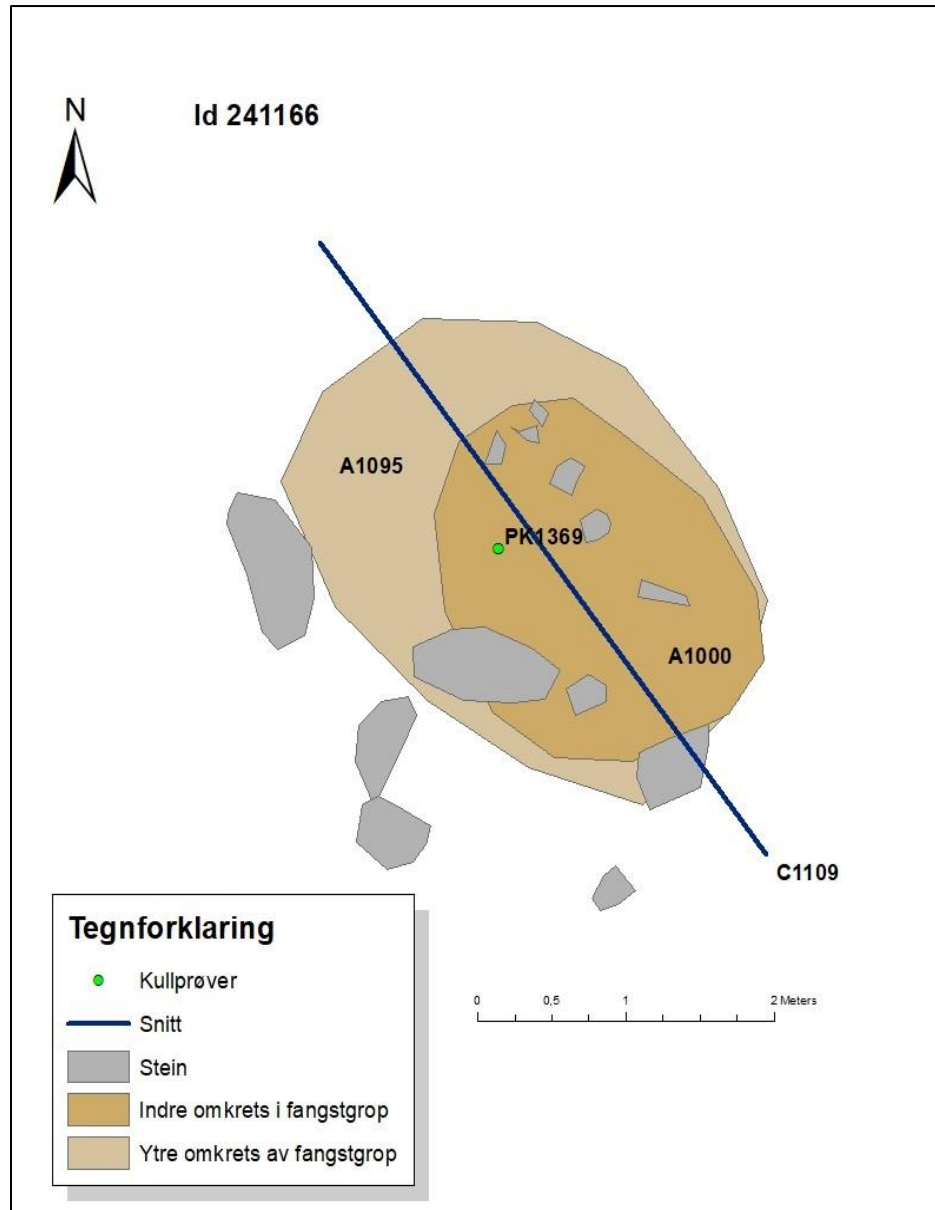 N
Id 241166
A1095
PK1369
A1000
C1109
Tegnforklaring
Kullprøver
Snitt
Stein
Indre omkrets i fangstgrop
Ytre omkrets av fangstgrop
0 0,5 1 2 Meters